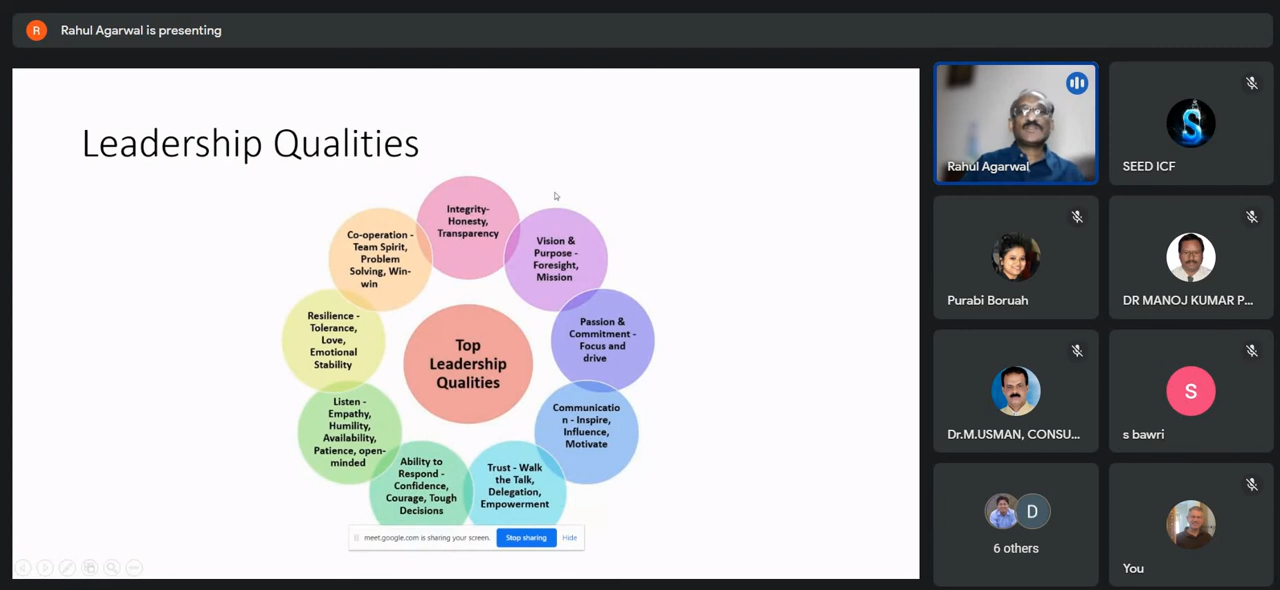 R
Rahul Agarwal is presenting
Leadership Qualities
Integrity-
Honesty,
Transparency
Vision &
Purpose -
Foresight,
Mission
Passion &
Commitment -
Focus and
drive
Communicatio
n - Inspire,
Influence,
Motivate
Trust - Walk
the Talk,
Delegation,
Empowerment
Ability to
Respond -
Confidence,
Courage, Tough
Decisions
Listen -
Empathy,
Humility,
Availability,
Patience, open-
minded
Resilience -
Tolerance,
Love,
Emotional
Stability
Co-operation -
Team Spirit,
Problem
Solving, Win-
win
Top
Leadership
Qualities
meet.google.com is sharing your screen.
Stop sharing
Hide
Rahul Agarwal
S
SEED ICF
Purabi Boruah
DR MANOJ KUMAR P...
Dr.M.USMAN, CONSU...
S
s bawri
D
6 others
You